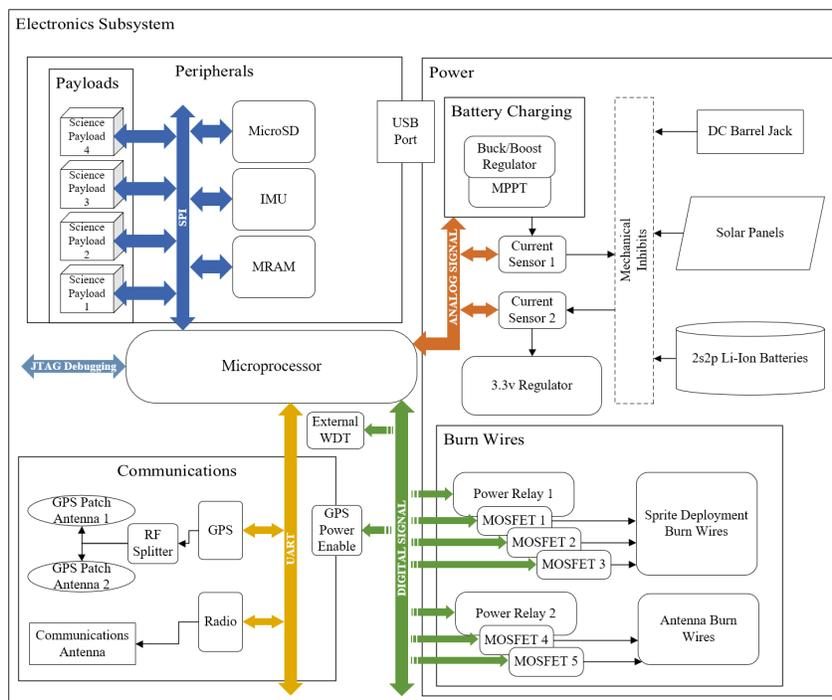 Electronics Subsystem
Peripherals
Payloads
Science
Payload
4
Science
Payload
3
Science
Payload
2
Science
Payload
1
SPI
MicroSD
IMU
MRAM
USB
Port
Power
Battery Charging
Buck/Boost
Regulator
MPPT
ANALOG SIGNAL
Current
Sensor 1
Current
Sensor 2
3.3v Regulator
Mechanical
Inhibits
DC Barrel Jack
Solar Panels
2s2p Li-Ion Batteries
JTAG Debugging
Microprocessor
External
WDT
Communications
GPS Patch
Antenna 1
GPS Patch
Antenna 2
RF
Splitter
GPS
Radio
Communications
Antenna
UART
GPS
Power
Enable
DIGITAL SIGNAL
Burn Wires
Power Relay 1
MOSFET 1
MOSFET 2
MOSFET 3
Sprite Deployment
Burn Wires
Power Relay 2
MOSFET 4
MOSFET 5
Antenna Burn
Wires